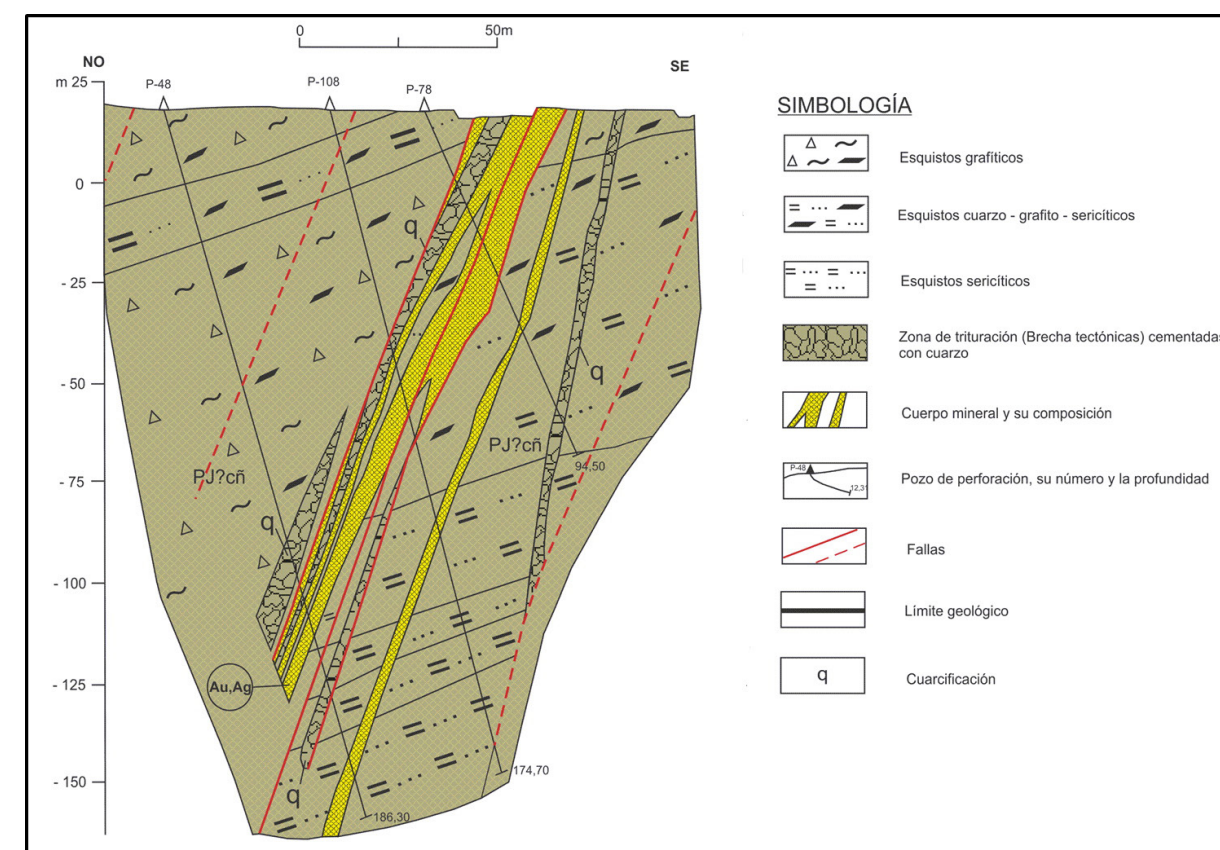 0
50m
NO
SE
m 25
P-48
P-108
P-78
0
- 25
- 50
- 75
- 100
- 125
- 150
q
q
PJ?cñ
PJ?cñ
94,50
q
Au,Ag
q
174,70
186,30
SIMBOLOGÍA
Esquistos grafíticos
Esquistos cuarzo - grafito - sericíticos
Esquistos sericíticos
Zona de trituración (Brecha tectónicas) cementadas
con cuarzo
Cuerpo mineral y su composición
P-48
12,31
Pozo de perforación, su número y la profundidad
Fallas
Límite geológico
q
Cuarcificación